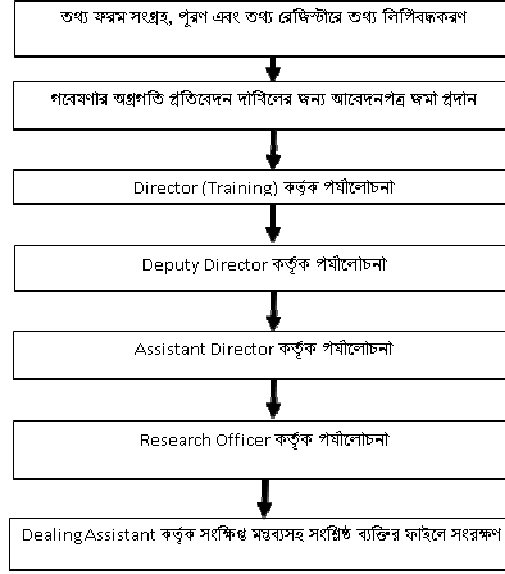 তথ্য ফরম সংগ্রহ, পূরণ এবং তথ্য রেজিস্টারে তথ্য লিপিবদ্ধকরণ
গবেষণার অগ্রগতি প্রতিবেদন দাখিলের জন্য আবেদনপত্র জমা প্রদান
Director (Training) কর্তৃক পর্যালোচনা
Deputy Director কর্তৃক পর্যালোচনা
Assistant Director কর্তৃক পর্যালোচনা
Research Officer কর্তৃক পর্যালোচনা
Dealing Assistant কর্তৃক সংক্ষিপ্ত মন্তব্যসহ সংশ্লিষ্ঠ ব্যক্তির ফাইলে সংরক্ষণ